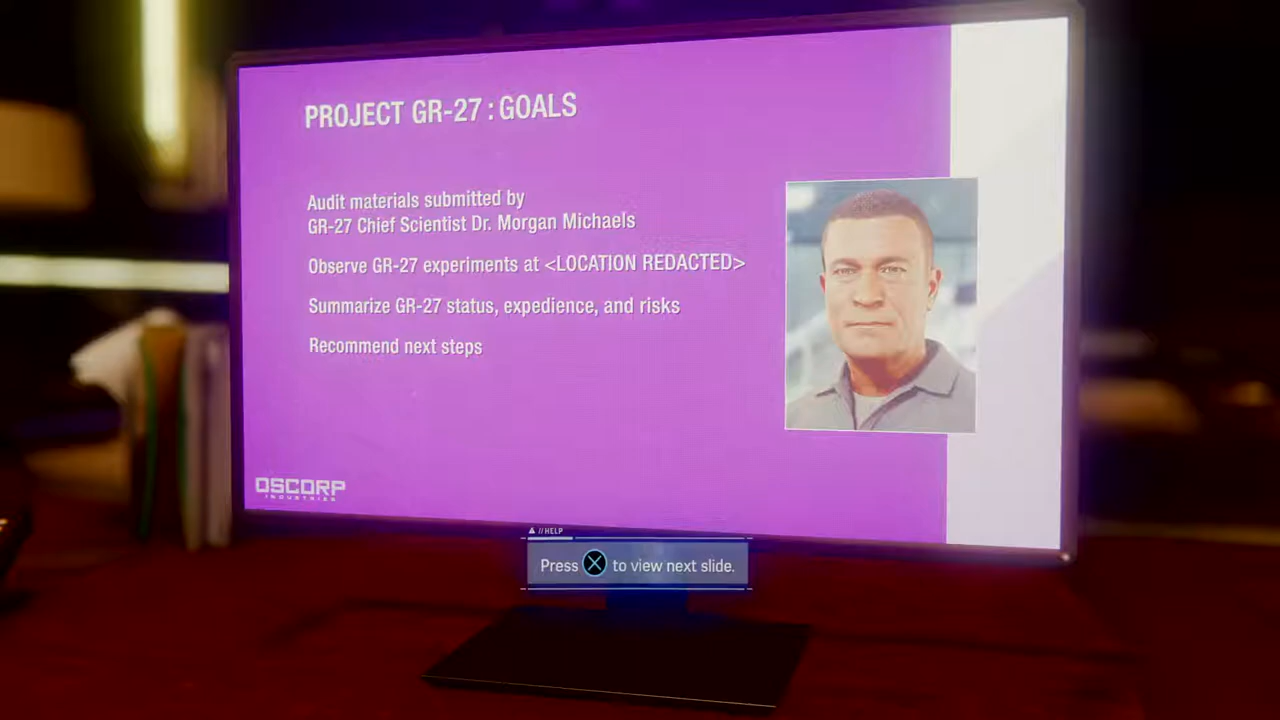 PROJECT GR-27 : GOALS
Audit materials submitted by
GR-27 Chief Scientist Dr. Morgan Michaels
Observe GR-27 experiments at <LOCATION REDACTED>
Summarize GR-27 status, expedience, and risks
Recommend next steps
OSCORP
INDUSTRIES
//HELP
Press X to view next slide.